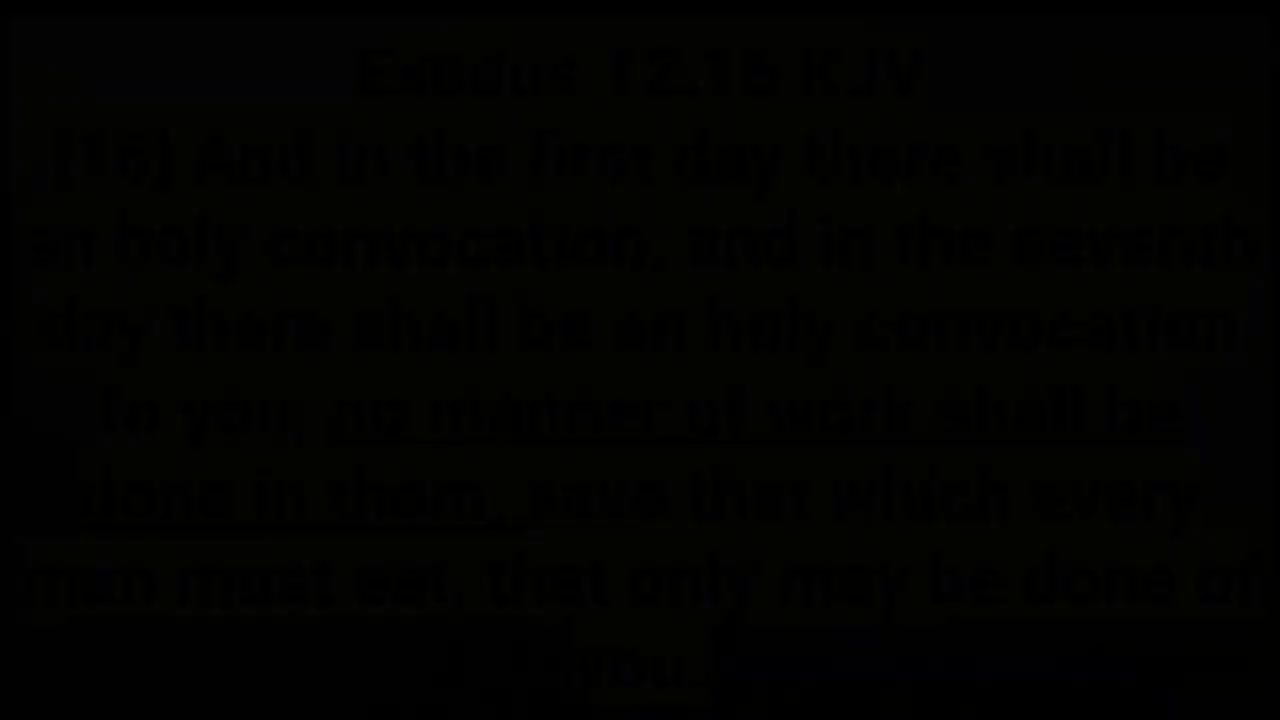 Exodus 12.16 KJV
[16] And in the first day there shall be
an holy convocation, and in the seventh
day there shall be an holy convocation
to you; no manner of work shall be
done in them, save that which every
man must eat, that only may be done of
you.